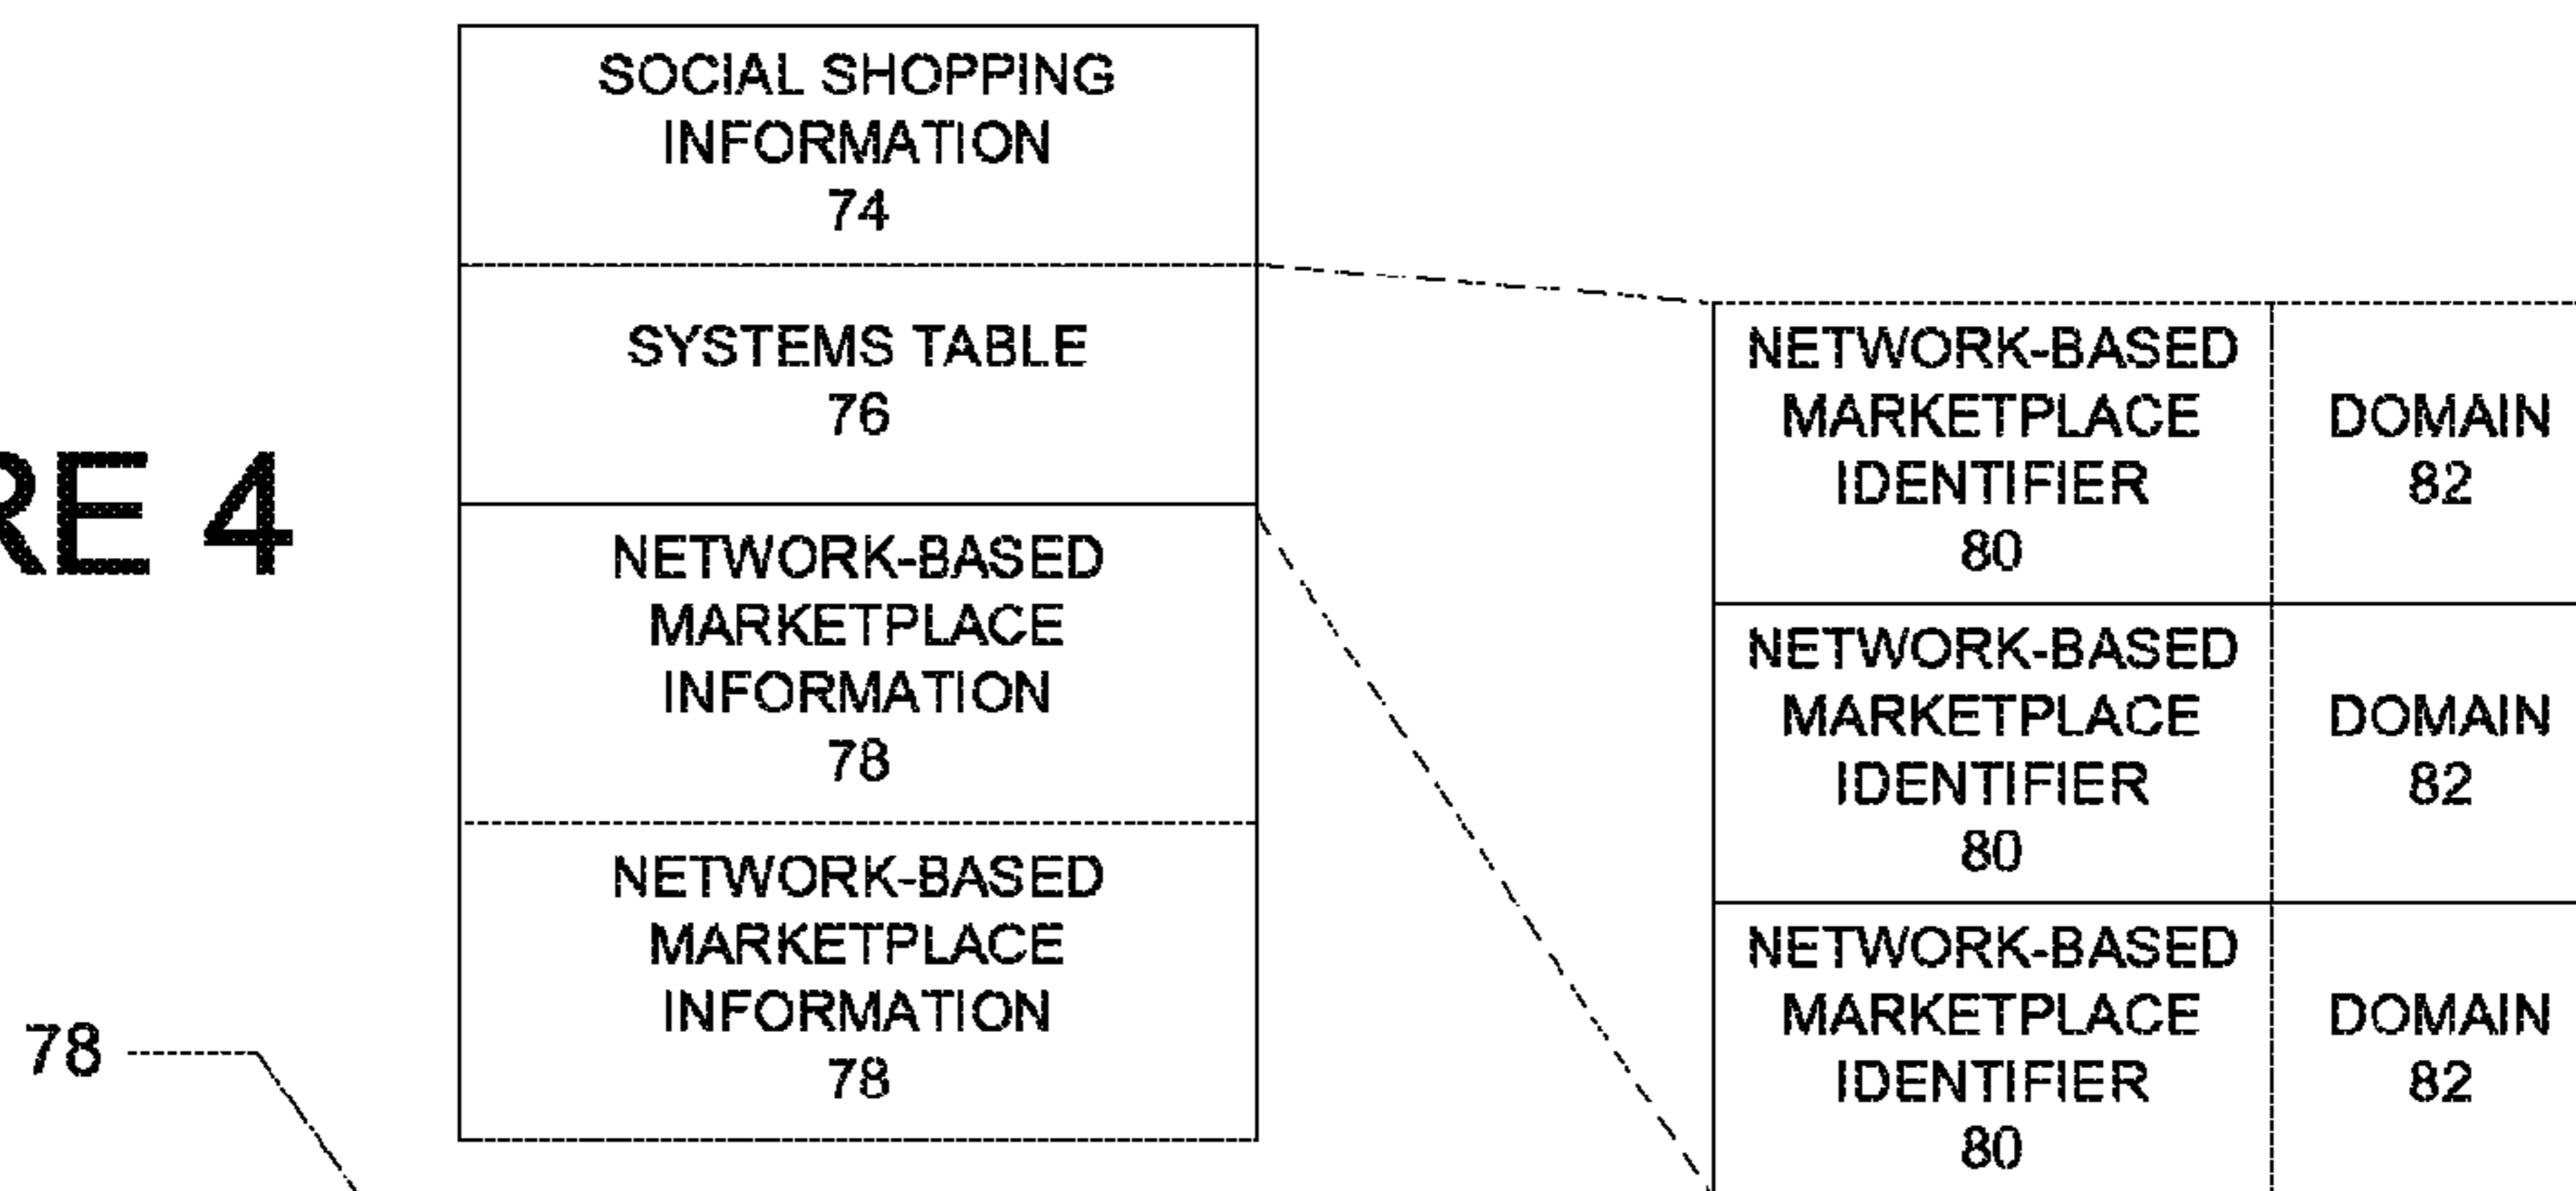 SOCIAL SHOPPING
INFORMATION
74
SYSTEMS TABLE
76
NETWORK-BASED
MARKETPLACE
INFORMATION
78
NETWORK-BASED
MARKETPLACE
INFORMATION
78
RE 4
78
NETWORK-BASED
MARKETPLACE
IDENTIFIER
80
DOMAIN
82
NETWORK-BASED
MARKETPLACE
IDENTIFIER
80
DOMAIN
82
NETWORK-BASED
MARKETPLACE
IDENTIFIER
80
DOMAIN
82